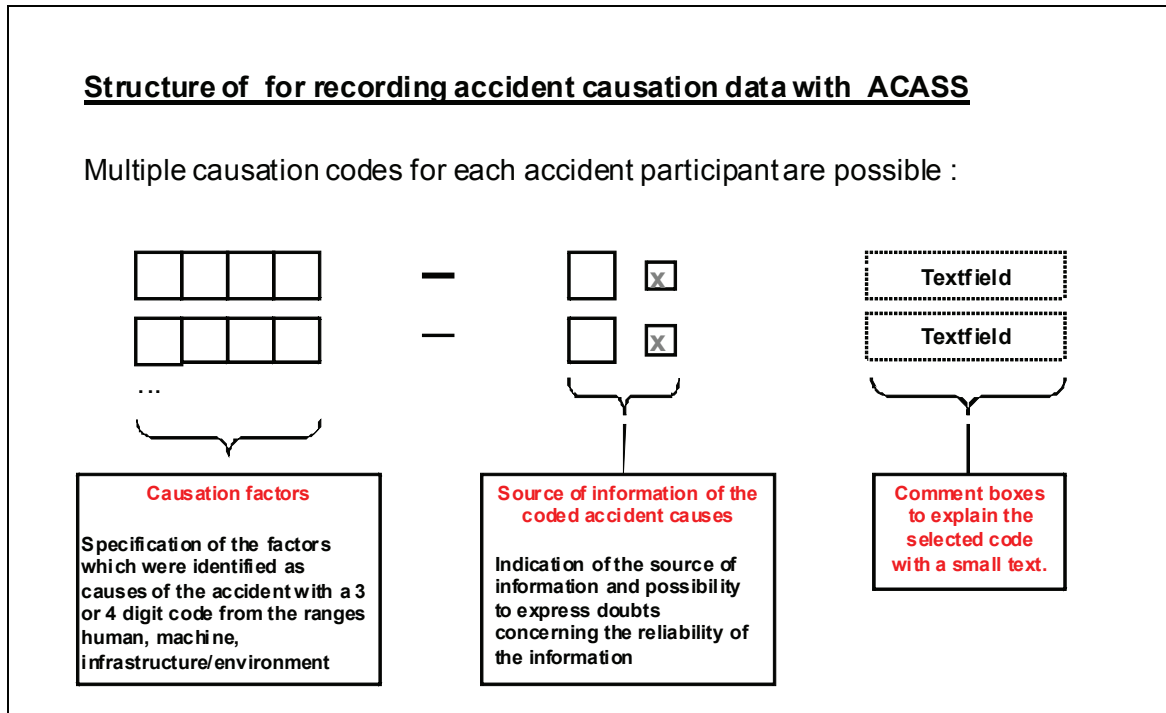 Structure of for recording accident causation data with ACASS
Multiple causation codes for each accident participant are possible :
x
Textfield
x
Textfield
...
Causation factors
Specification of the factors
which were identified as
causes of the accident with a 3
or 4 digit code from the ranges
human, machine,
infrastructure/environment
Source of information of the
coded accident causes
Indication of the source of
information and possibility
to express doubts
concerning the reliability of
the information
Comment boxes
to explain the
selected code
with a small text.